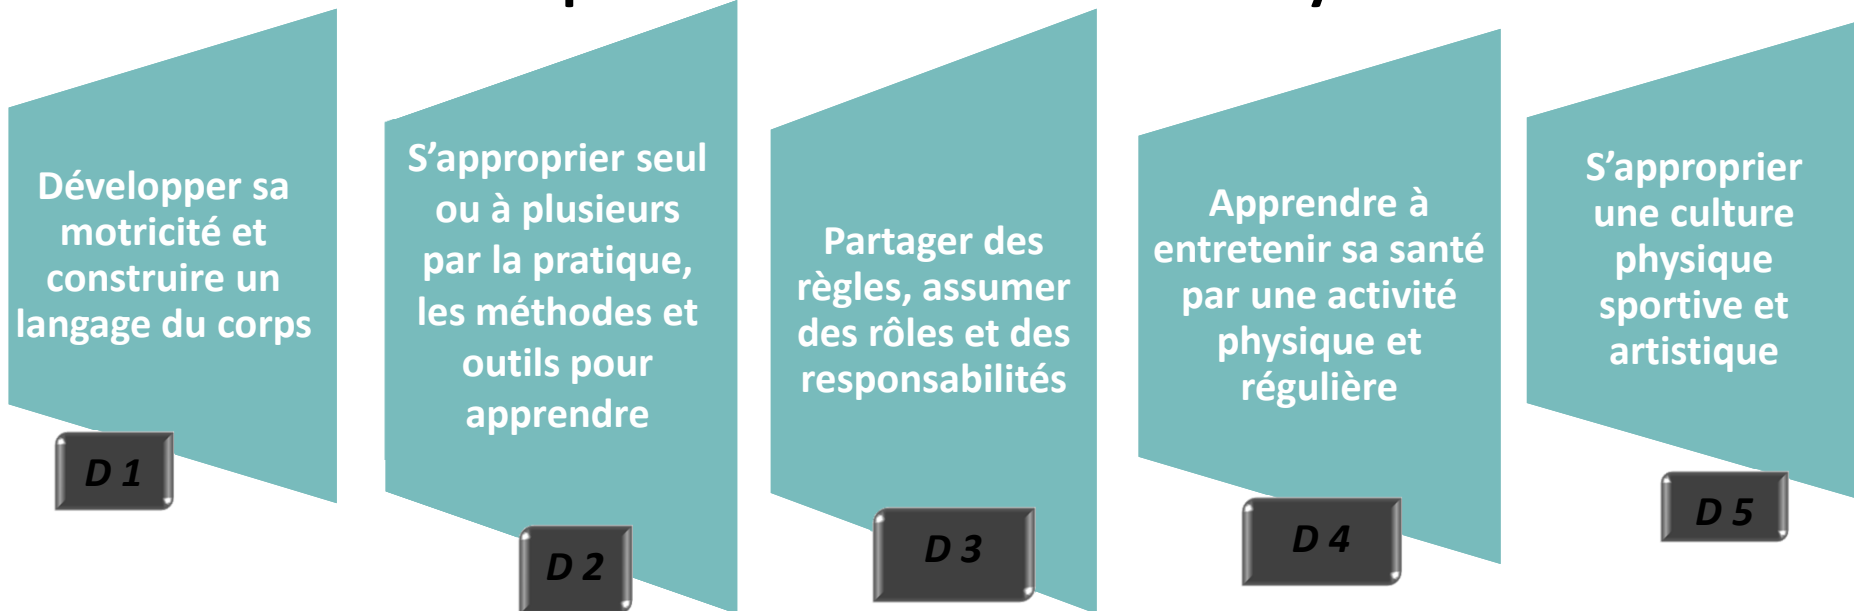 Développer sa
motricité et
construire un
langage du corps
D 1
S’approprier seul
ou à plusieurs
par la pratique,
les méthodes et
outils pour
apprendre
D 2
Partager des
règles, assumer
des rôles et des
responsabilités
D 3
Apprendre à
entretenir sa santé
par une activité
physique et
régulière
D 4
S’approprier
une culture
physique
sportive et
artistique
D 5